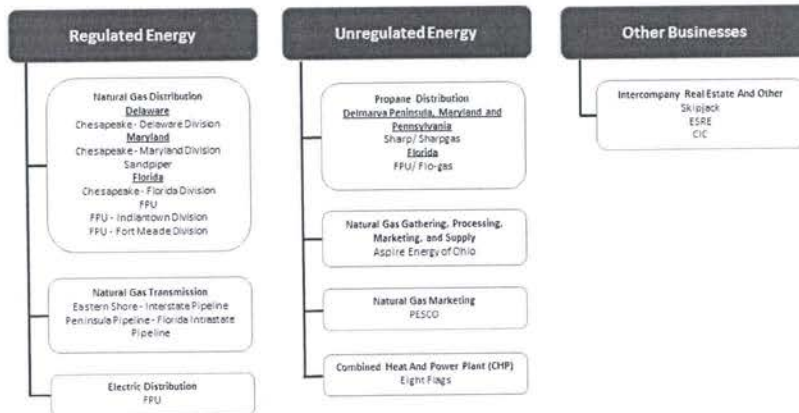 Regulated Energy
Natural Gas Distribution
Delaware
Chesapeake - Delaware Division
Maryland
Chesapeake - Maryland Division
Sandpiper
Florida
Chesapeake - Florida Division
FPU
FPU - Indiantown Division
FPU - Fort Meade Division
Natural Gas Transmission
Eastern Shore - Interstate Pipeline
Peninsula Pipeline - Florida Intrastate
Pipeline
Electric Distribution
FPU
Unregulated Energy
Propane Distribution
Delmarva Peninsula, Maryland and
Pennsylvania
Sharp/ Sharpgas
Florida
FPU/ Flo-gas
Natural Gas Gathering, Processing,
Marketing, and Supply
Aspire Energy of Ohio
Natural Gas Marketing
PESCO
Combined Heat And Power Plant (CHP)
Eight Flags
Other Businesses
Intercompany Real Estate And Other
Skipjack
ESRE
CIC